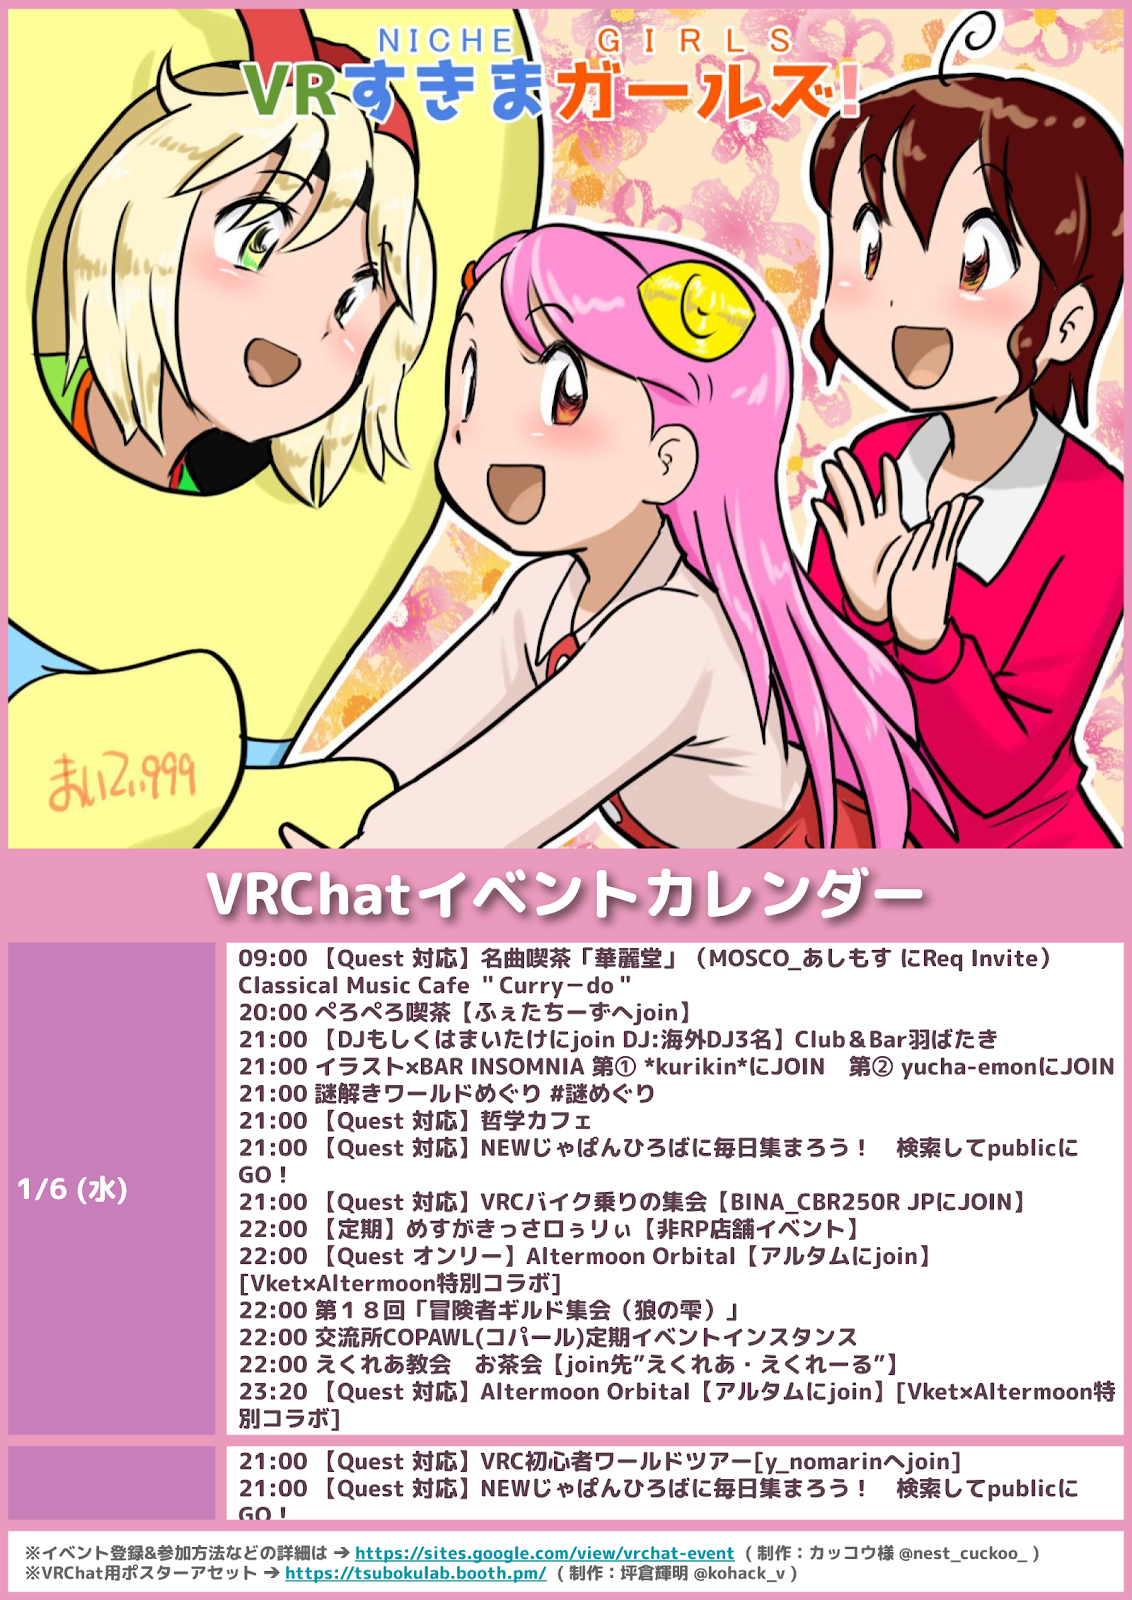 NICHE GIRLS
VRすきまガールズ!
VRChatイベントカレンダー
1/6 (水)
09:00 【Quest 対応】名曲喫茶「華麗堂」（MOSCO_あしもす にReq Invite）
Classical Music Cafe ＂Curry－do＂
20:00 ぺろぺろ喫茶【ふぇたちーずへjoin】
21:00 【DJもしくはまいたけにjoin DJ:海外DJ3名】Club＆Bar羽ばたき
21:00 イラスト×BAR INSOMNIA 第① *kurikin*にJOIN　第② yucha-emonにJOIN
21:00 謎解きワールドめぐり #謎めぐり
21:00 【Quest 対応】哲学カフェ
21:00 【Quest 対応】NEWじゃぱんひろばに毎日集まろう！　検索してpublicに
GO！
21:00 【Quest 対応】VRCバイク乗りの集会【BINA_CBR250R JPにJOIN】
22:00 【定期】めすがきっさロぅリぃ【非RP店舗イベント】
22:00 【Quest オンリー】Altermoon Orbital【アルタムにjoin】
[Vket×Altermoon特別コラボ]
22:00 第１８回「冒険者ギルド集会（狼の雫）」
22:00 交流所COPAWL(コパール)定期イベントインスタンス
22:00 えくれあ教会　お茶会【join先”えくれあ・えくれーる”】
23:20 【Quest 対応】Altermoon Orbital【アルタムにjoin】[Vket×Altermoon特
別コラボ]
21:00 【Quest 対応】VRC初心者ワールドツアー[y_nomarinへjoin]
21:00 【Quest 対応】NEWじゃぱんひろばに毎日集まろう！　検索してpublicに
GO！
※イベント登録&参加方法などの詳細は ➔ https://sites.google.com/view/vrchat-event （ 制作：カッコウ様 @nest_cuckoo_ ）
※VRChat用ポスターアセット ➔ https://tsubokulab.booth.pm/ （ 制作：坪倉輝明 @kohack_v ）